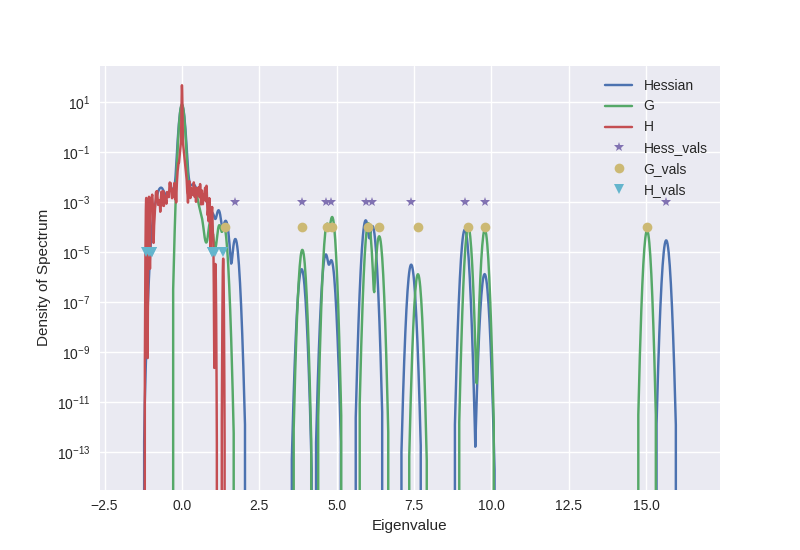 Hessian
G
H
Hess_vals
G_vals
H_vals
10¹
10⁻¹
10⁻³
10⁻⁵
10⁻⁷
10⁻⁹
10⁻¹¹
10⁻¹³
Density of Spectrum
−2.5 0.0 2.5 5.0 7.5 10.0 12.5 15.0
Eigenvalue